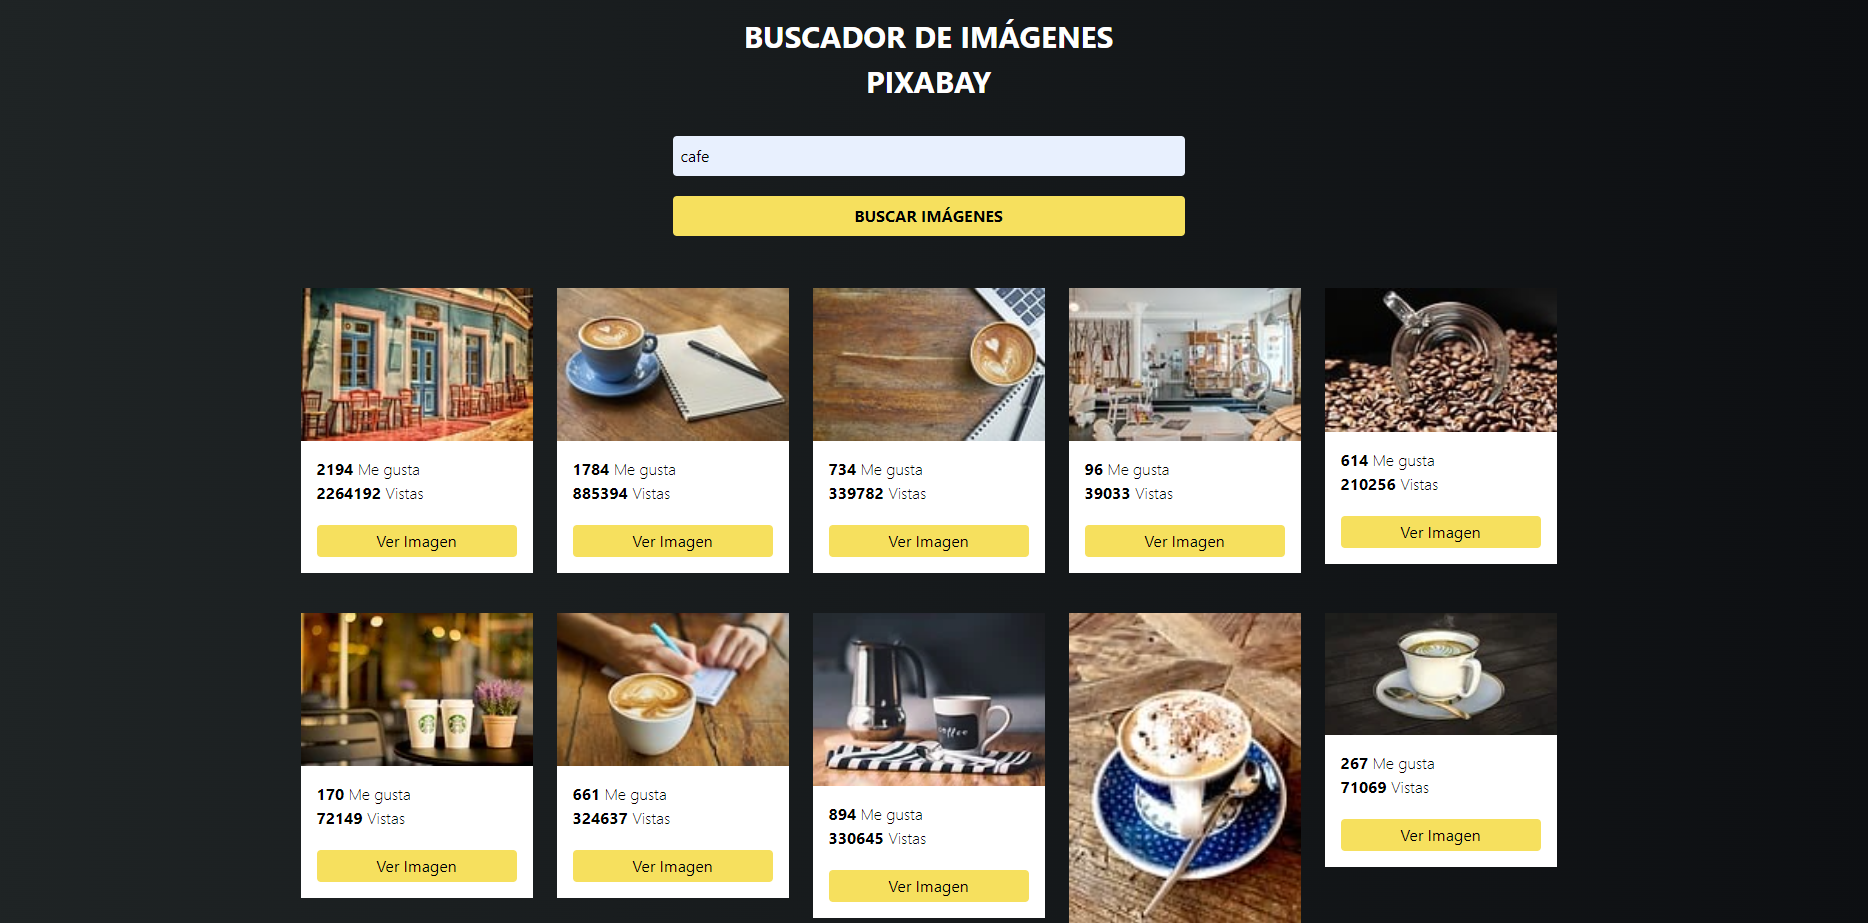 BUSCADOR DE IMÁGENES
PIXABAY
cafe
BUSCAR IMÁGENES
2194 Me gusta
2264192 Vistas
Ver Imagen
1784 Me gusta
885394 Vistas
Ver Imagen
734 Me gusta
339782 Vistas
Ver Imagen
96 Me gusta
39033 Vistas
Ver Imagen
614 Me gusta
210256 Vistas
Ver Imagen
170 Me gusta
72149 Vistas
Ver Imagen
661 Me gusta
324637 Vistas
Ver Imagen
coffee
894 Me gusta
330645 Vistas
Ver Imagen
267 Me gusta
71069 Vistas
Ver Imagen